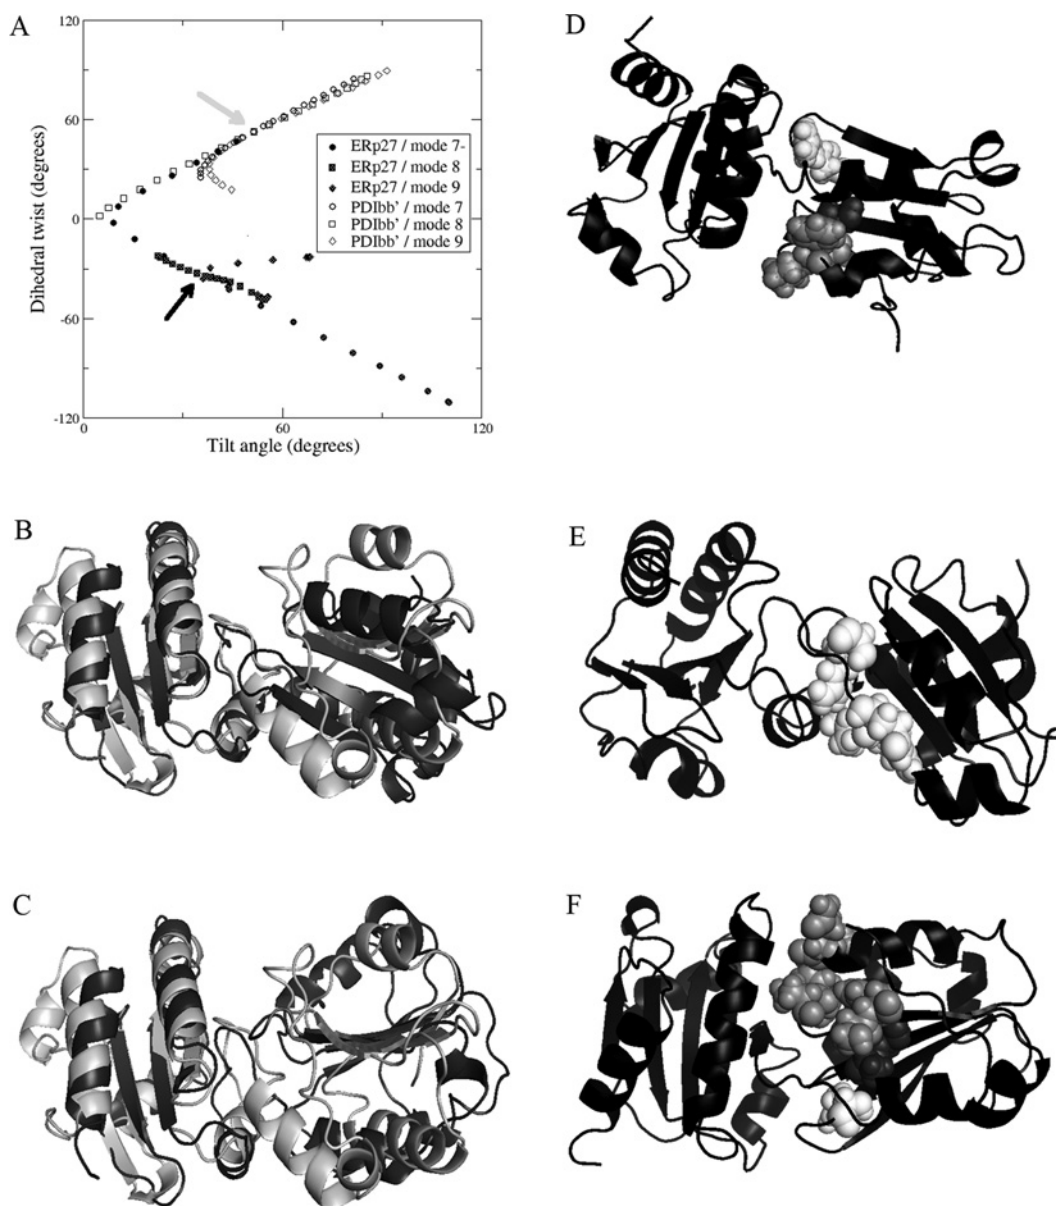 A
D
120
60
0
-60
-120
Dihedral twist (degrees)
ERp27 / mode 7-
ERp27 / mode 8
ERp27 / mode 9
PDIbb' / mode 7
PDIbb' / mode 8
PDIbb' / mode 9
0
60
120
Tilt angle (degrees)
B
E
C
F